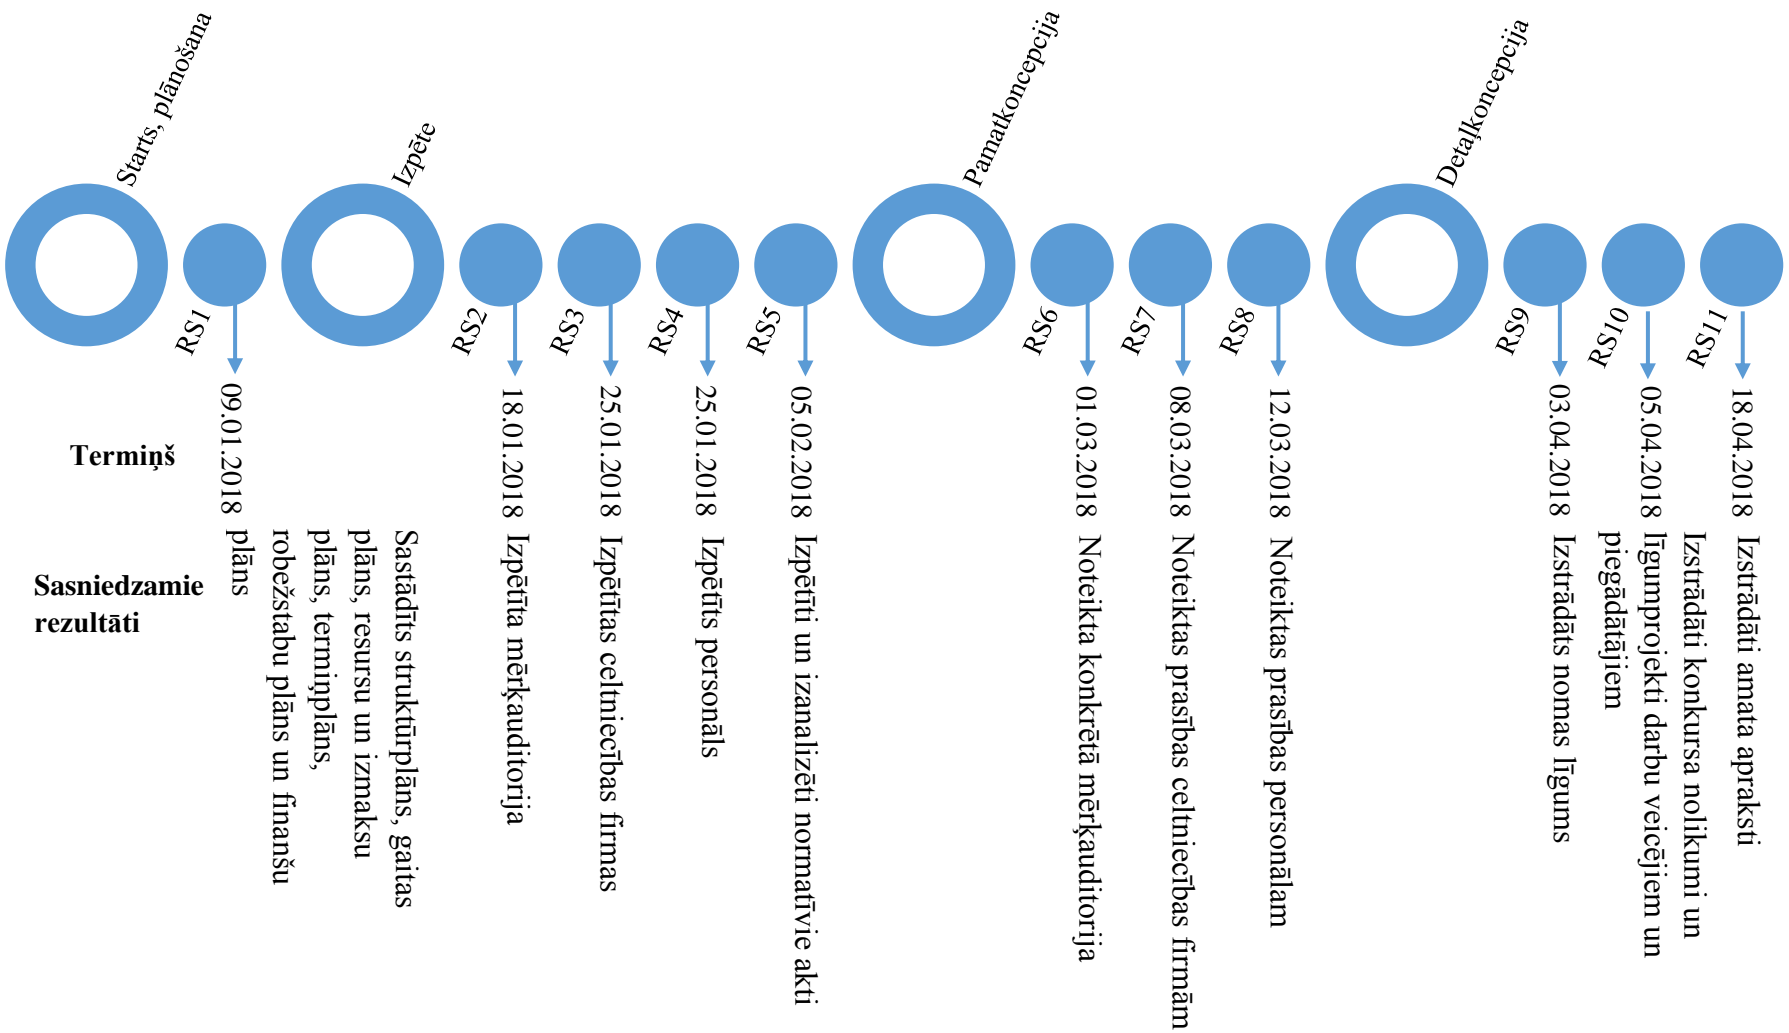 Starts, plānošana
Izpēte
Pamatkoncepcija
Detaļkoncepcija
RS1
RS2
RS3
RS4
RS5
RS6
RS7
RS8
RS9
RS10
RS11
Termiņš
09.01.2018
18.01.2018
25.01.2018
25.01.2018
05.02.2018
01.03.2018
08.03.2018
12.03.2018
03.04.2018
05.04.2018
18.04.2018
Sasniedzamie
rezultāti
Sastādīts struktūrplāns, gaitas
plāns, resursu un izmaksu
plāns, termiņplāns,
robežstabu plāns un finanšu
plāns
Izpētīta mērķauditorija
Izpētītas celtniecības firmas
Izpētīts personāls
Izpētīti un izanalizēti normatīvie akti
Noteikta konkrētā mērķauditorija
Noteiktas prasības celtniecības firmām
Noteiktas prasības personālam
Izstrādāts nomas līgums
Izstrādāti konkursa nolikumi un
līgumprojekti darbu veicējiem un
piegādātājiem
Izstrādāti amata apraksti